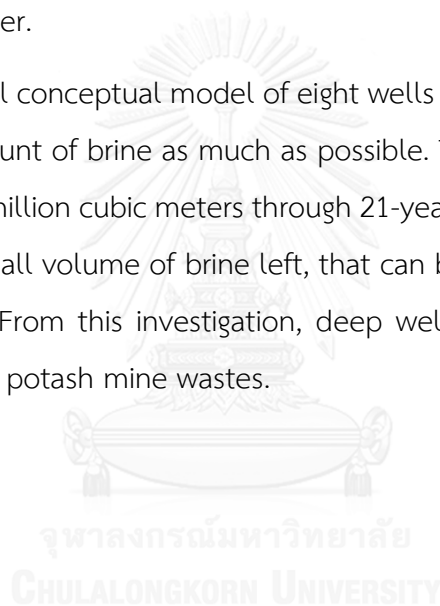 er.
l conceptual model of eight wells
unt of brine as much as possible.
million cubic meters through 21-yea
all volume of brine left, that can b
From this investigation, deep wel
potash mine wastes.
จุฬาลงกรณ์มหาวิทยาลัย
CHULALONGKORN UNIVERSITY